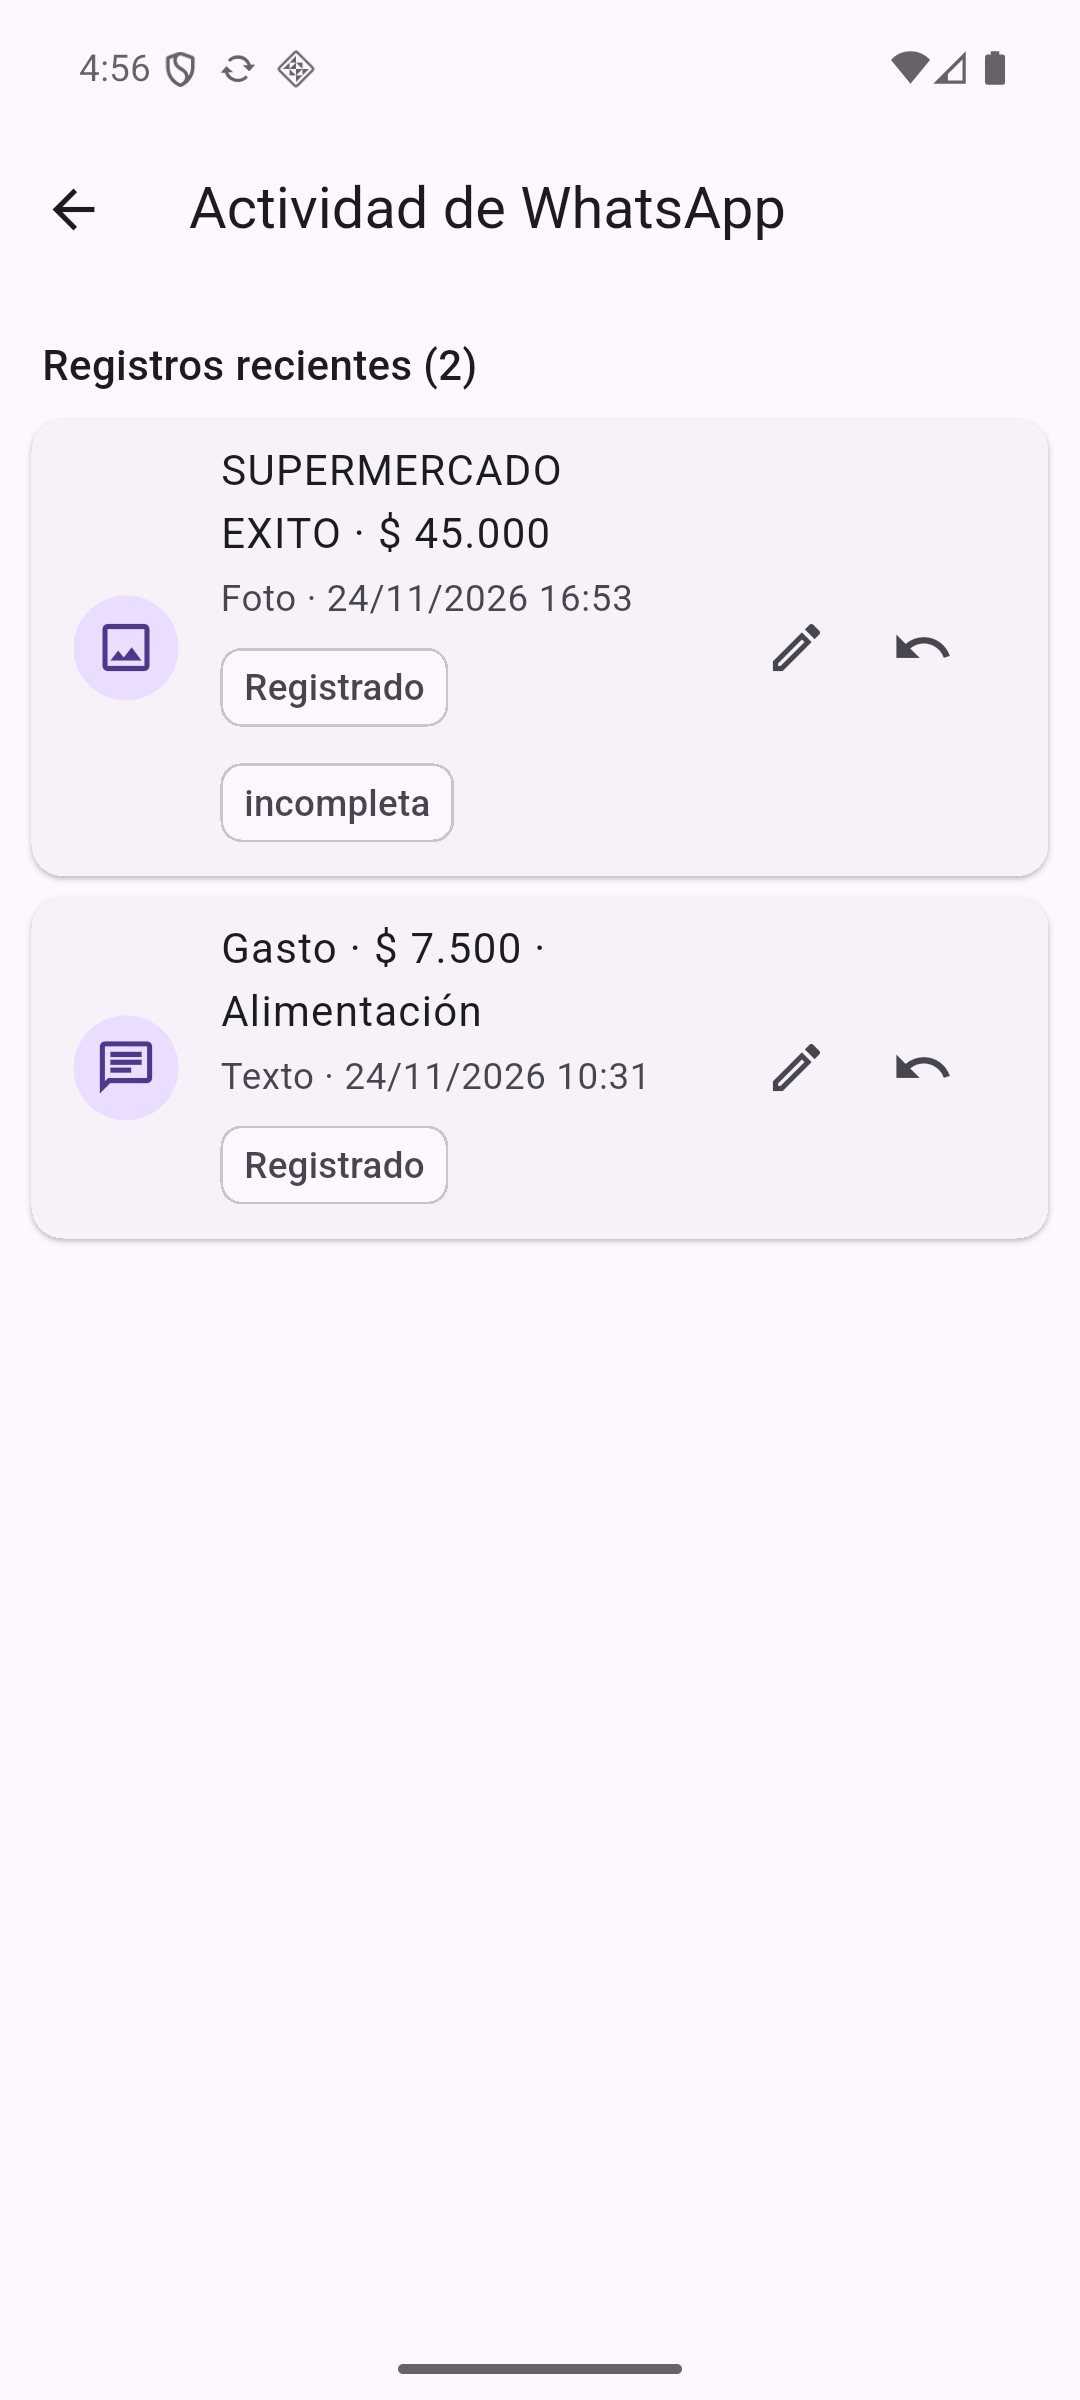 4:56
Actividad de WhatsApp
Registros recientes (2)
SUPERMERCADO
EXITO · $ 45.000
Foto · 24/11/2026 16:53
Registrado
incompleta
Gasto · $ 7.500 ·
Alimentación
Texto · 24/11/2026 10:31
Registrado